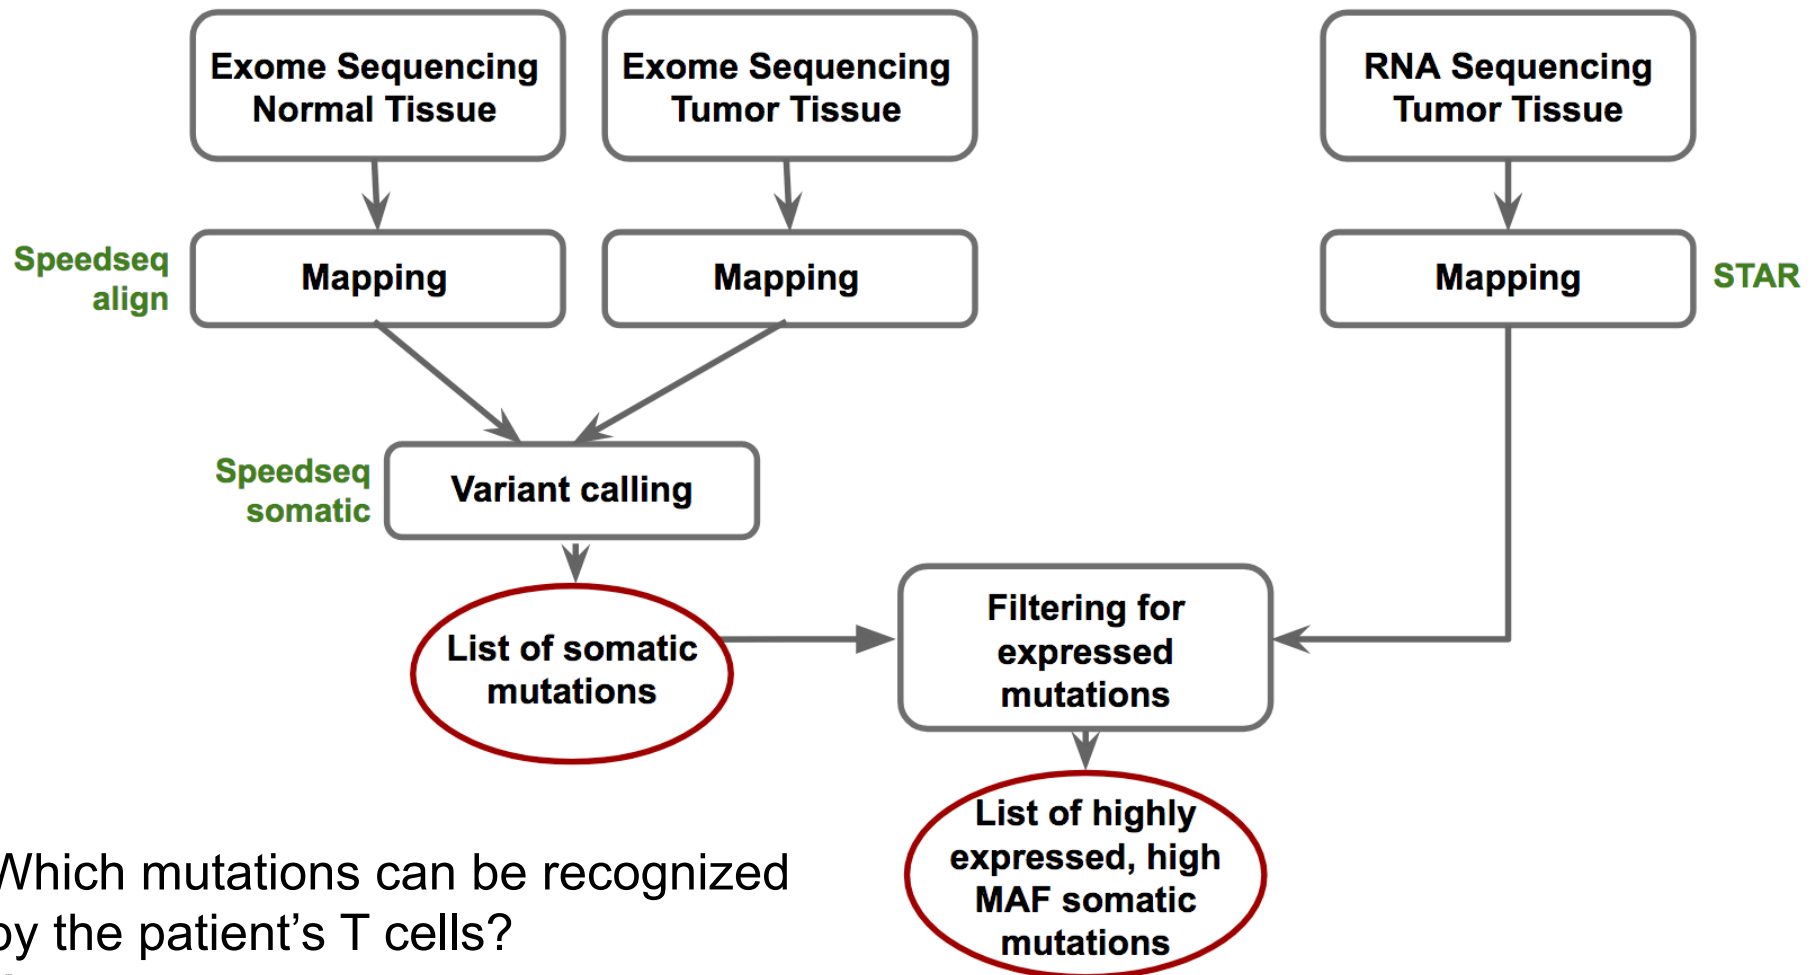 Exome Sequencing
Normal Tissue
Exome Sequencing
Tumor Tissue
RNA Sequencing
Tumor Tissue
Speedseq
align
Mapping
Mapping
Mapping
STAR
Speedseq
somatic
Variant calling
List of somatic
mutations
Filtering for
expressed
mutations
List of highly
expressed, high
MAF somatic
mutations
Which mutations can be recognized
by the patient’s T cells?